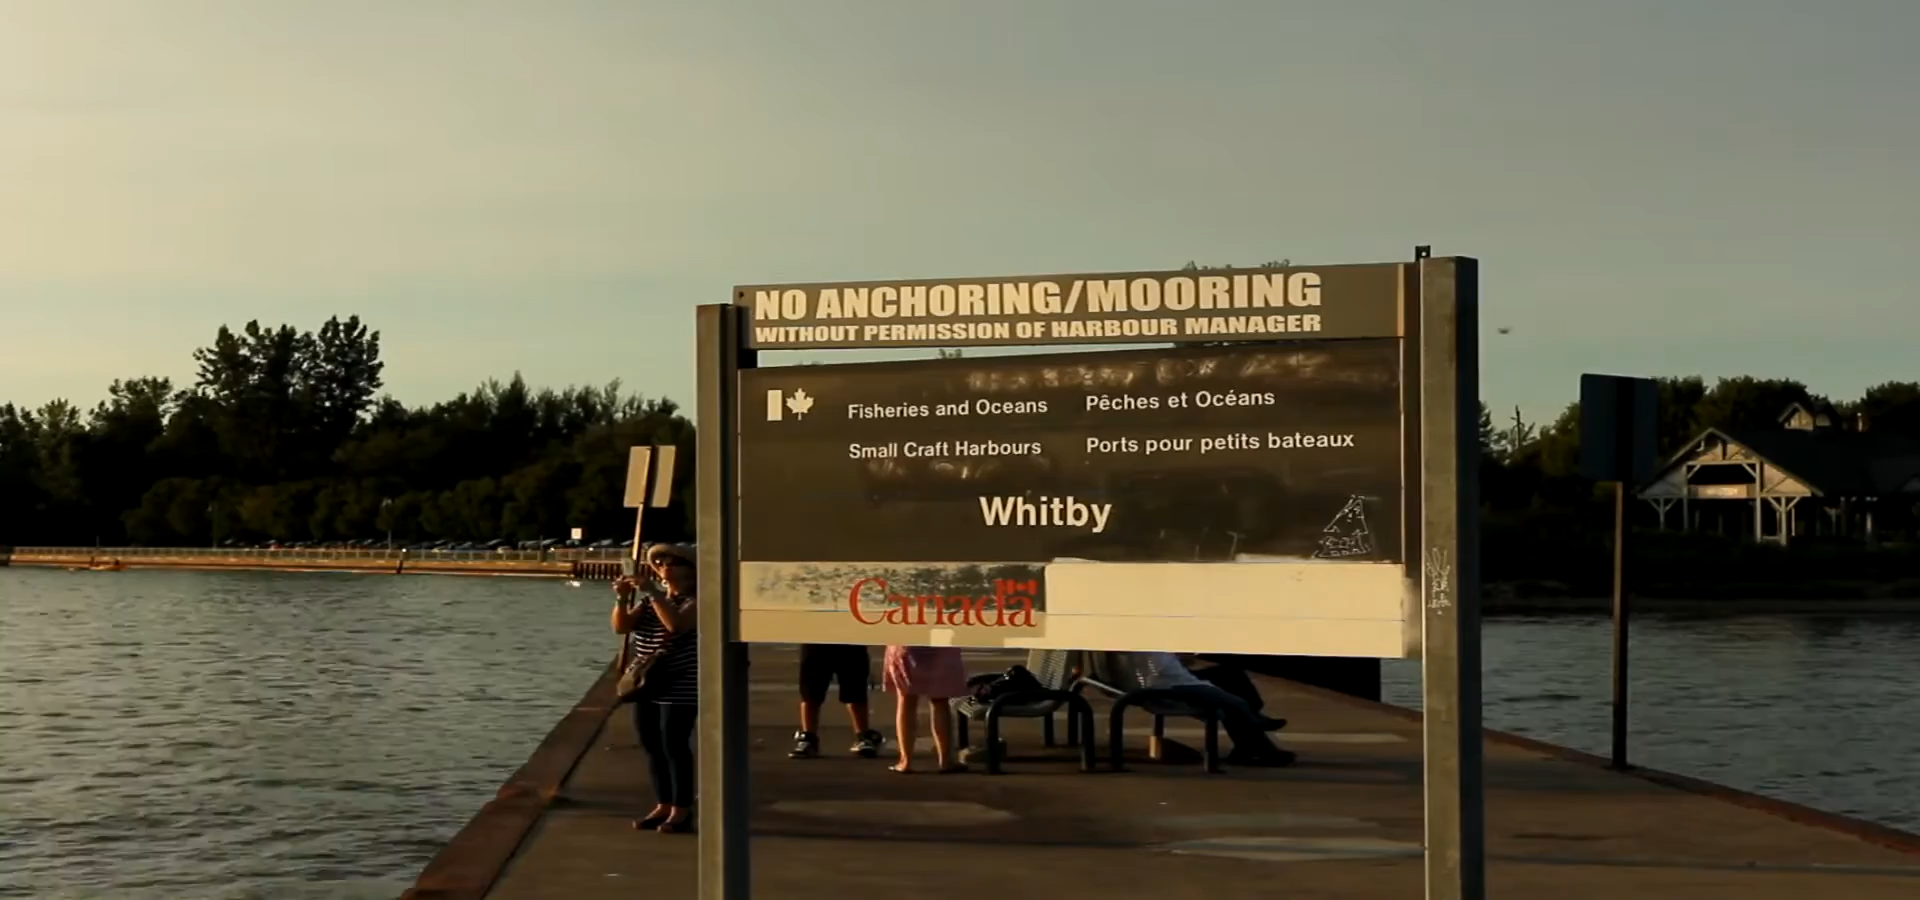 NO ANCHORING/MOORING
WITHOUT PERMISSION OF HARBOUR MANAGER
Fisheries and Oceans
Small Craft Harbours
Pêches et Océans
Ports pour petits bateaux
Whitby
Canada